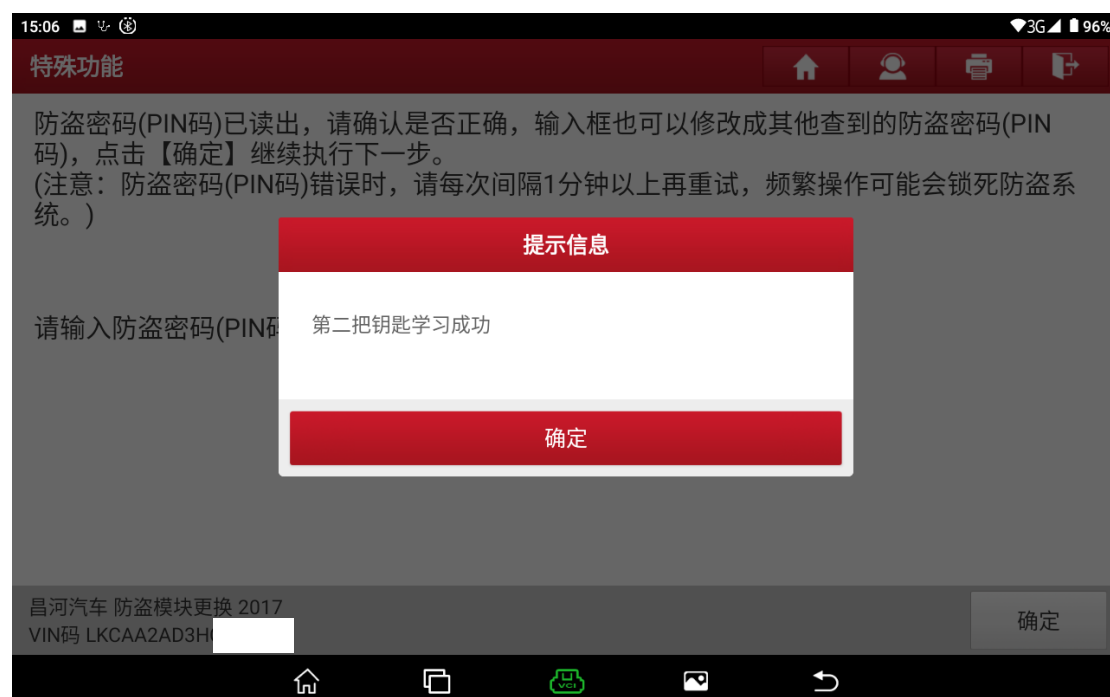 15:06
3G
96%
特殊功能
防盗密码(PIN码)已读出，请确认是否正确，输入框也可以修改成其他查到的防盗密码(PIN
码)，点击【确定】继续执行下一步。
(注意：防盗密码(PIN码)错误时，请每次间隔1分钟以上再重试，频繁操作可能会锁死防盗系
统。)
提示信息
请输入防盗密码(PIN码
第二把钥匙学习成功
确定
昌河汽车 防盗模块更换 2017
VIN码 LKCAA2AD3H
确定
VCI